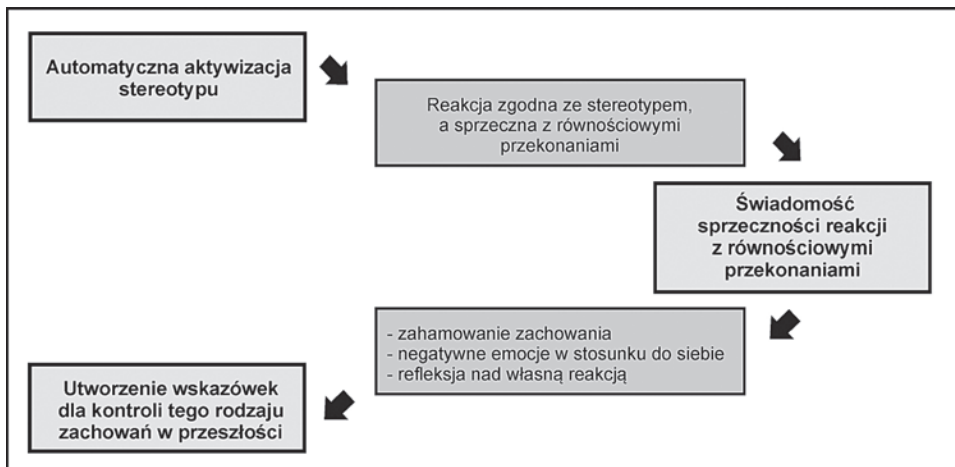 Automatyczna aktywizacja
stereotypu
Reakcja zgodna ze stereotypem,
a sprzeczna z równościowymi
przekonaniami
Świadomość
sprzeczności reakcji
z równościowymi
przekonaniami
- zahamowanie zachowania
- negatywne emocje w stosunku do siebie
- refleksja nad własną reakcją
Utworzenie wskazówek
dla kontroli tego rodzaju
zachowań w przeszłości